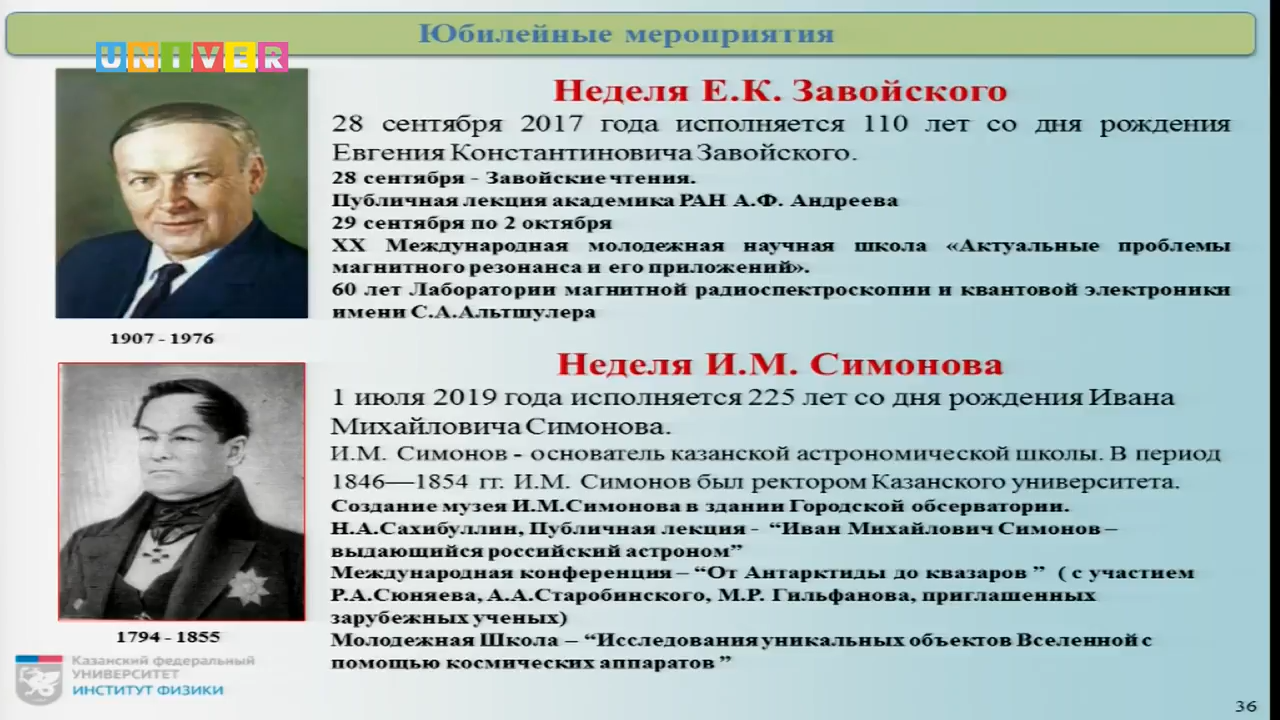 Юбилейные мероприятия
UNIVER
Неделя Е.К. Завойского
28 сентября 2017 года исполняется 110 лет со дня рождения
Евгения Константиновича Завойского.
28 сентября - Завойские чтения.
Публичная лекция академика РАН А.Ф. Андреева
29 сентября по 2 октября
XX Международная молодежная научная школа «Актуальные проблемы
магнитного резонанса и его приложений».
60 лет Лаборатории магнитной радиоспектроскопии и квантовой электроники
имени С.А.Альтшулера
1907 - 1976
Неделя И.М. Симонова
1 июля 2019 года исполняется 225 лет со дня рождения Ивана
Михайловича Симонова.
И.М. Симонов - основатель казанской астрономической школы. В период
1846—1854 гг. И.М. Симонов был ректором Казанского университета.
Создание музея И.М.Симонова в здании Городской обсерватории.
Н.А.Сахибуллин, Публичная лекция - “Иван Михайлович Симонов –
выдающийся российский астроном”
Международная конференция – “От Антарктиды до квазаров ” ( с участием
Р.А.Сюняева, А.А.Старобинского, М.Р. Гильфанова, приглашенных
зарубежных ученых)
Молодежная Школа – “Исследования уникальных объектов Вселенной с
помощью космических аппаратов ”
1794 - 1855
Казанский федеральный
УНИВЕРСИТЕТ
ИНСТИТУТ ФИЗИКИ
36